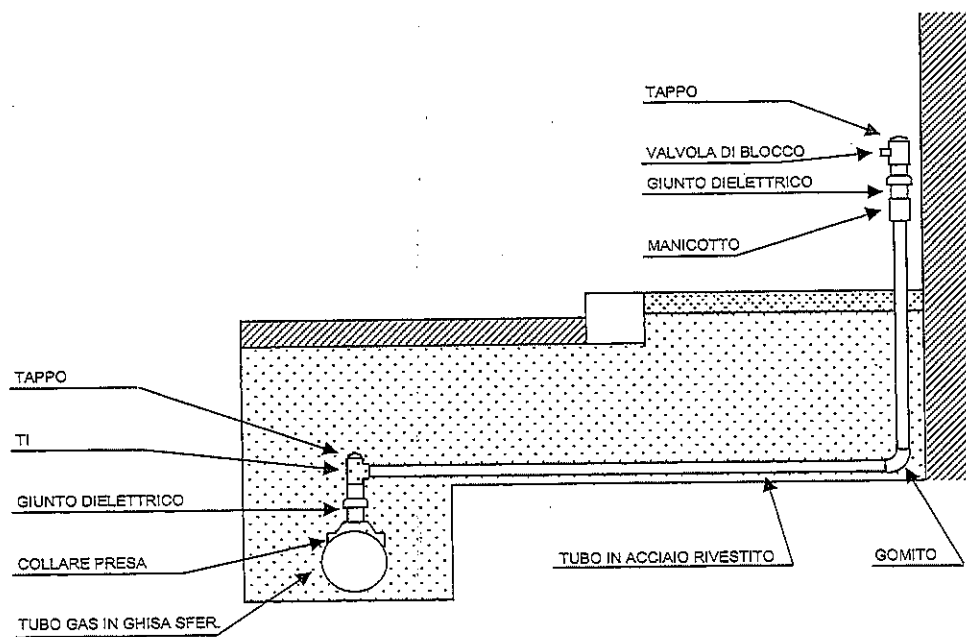 TAPPO
VALVOLA DI BLOCCO
GIUNTO DIELETTRICO
MANICOTTO
TAPPO
TI
GIUNTO DIELETTRICO
COLLARE PRESA
TUBO GAS IN GHISA SFER.
TUBO IN ACCIAIO RIVESTITO
GOMITO